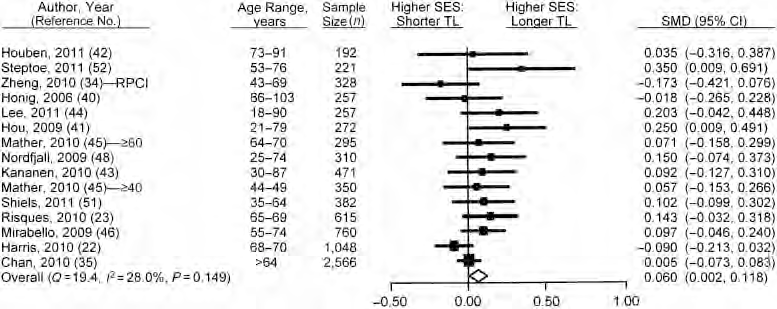 Author, Year (Reference No.) Age Range, years Sample Size (n) Higher SES: Shorter TL Higher SES: Longer TL SMD (95% CI)
Houben, 2011 (42) 73–91 192 0.035 (−0.316, 0.387)
Steptoe, 2011 (52) 53–76 221 0.350 (0.009, 0.691)
Zheng, 2010 (34)—RPCI 43–69 328 −0.173 (−0.421, 0.076)
Honig, 2006 (40) 66–103 257 −0.018 (−0.265, 0.228)
Lee, 2011 (44) 18–90 257 0.203 (−0.042, 0.448)
Hou, 2009 (41) 21–79 272 0.250 (0.009, 0.491)
Mather, 2010 (45)—≥60 64–70 295 0.071 (−0.158, 0.299)
Nordfjall, 2009 (48) 25–74 310 0.150 (−0.074, 0.373)
Kananen, 2010 (43) 30–87 471 0.092 (−0.127, 0.310)
Mather, 2010 (45)—≥40 44–49 350 0.057 (−0.153, 0.266)
Shiels, 2011 (51) 35–64 382 0.102 (−0.099, 0.302)
Risques, 2010 (23) 65–69 615 0.143 (−0.032, 0.318)
Mirabello, 2009 (46) 55–74 760 0.097 (−0.046, 0.240)
Harris, 2010 (22) 68–70 1,048 −0.090 (−0.213, 0.032)
Chan, 2010 (35) >64 2,566 0.005 (−0.073, 0.083)
Overall (Q = 19.4, I² = 28.0%, P = 0.149) 0.060 (0.002, 0.118)
−0.50 0.00 0.50 1.00